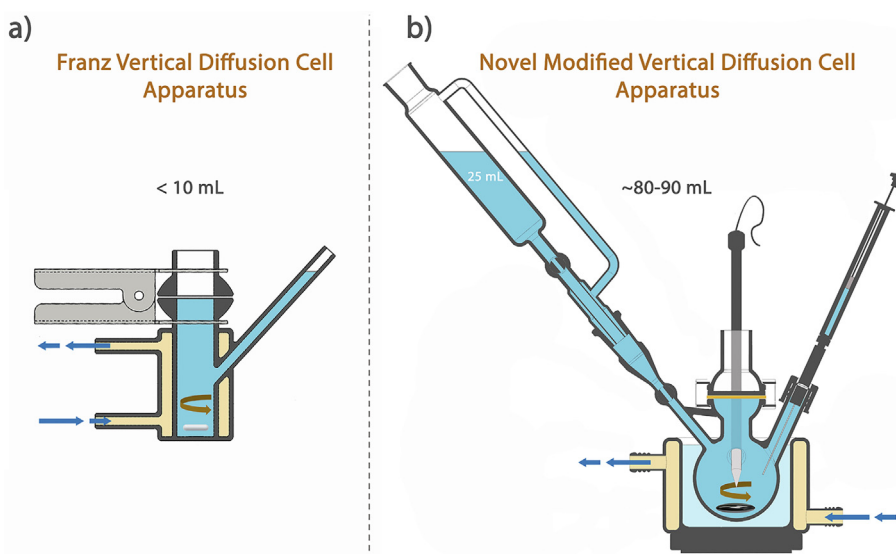 a)
Franz Vertical Diffusion Cell
Apparatus
< 10 mL
b)
Novel Modified Vertical Diffusion Cell
Apparatus
25 mL
~80-90 mL